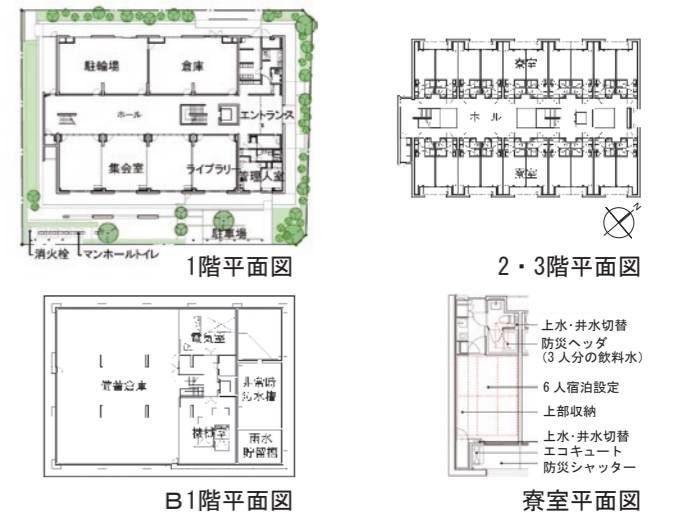 駐輪場
倉庫
ホール
エントランス
集会室
ライブラリー
管理人室
駐車場
消火栓
マンホールトイレ
1階平面図
寮室
ホール
寮室
N
2・3階平面図
電気室
備蓄倉庫
非常時
汚水槽
機械室
雨水
貯留槽
B1階平面図
上水・井水切替
防災ヘッダ
(3人分の飲料水)
6人宿泊設定
上部収納
上水・井水切替
エコキュート
防災シャッター
寮室平面図